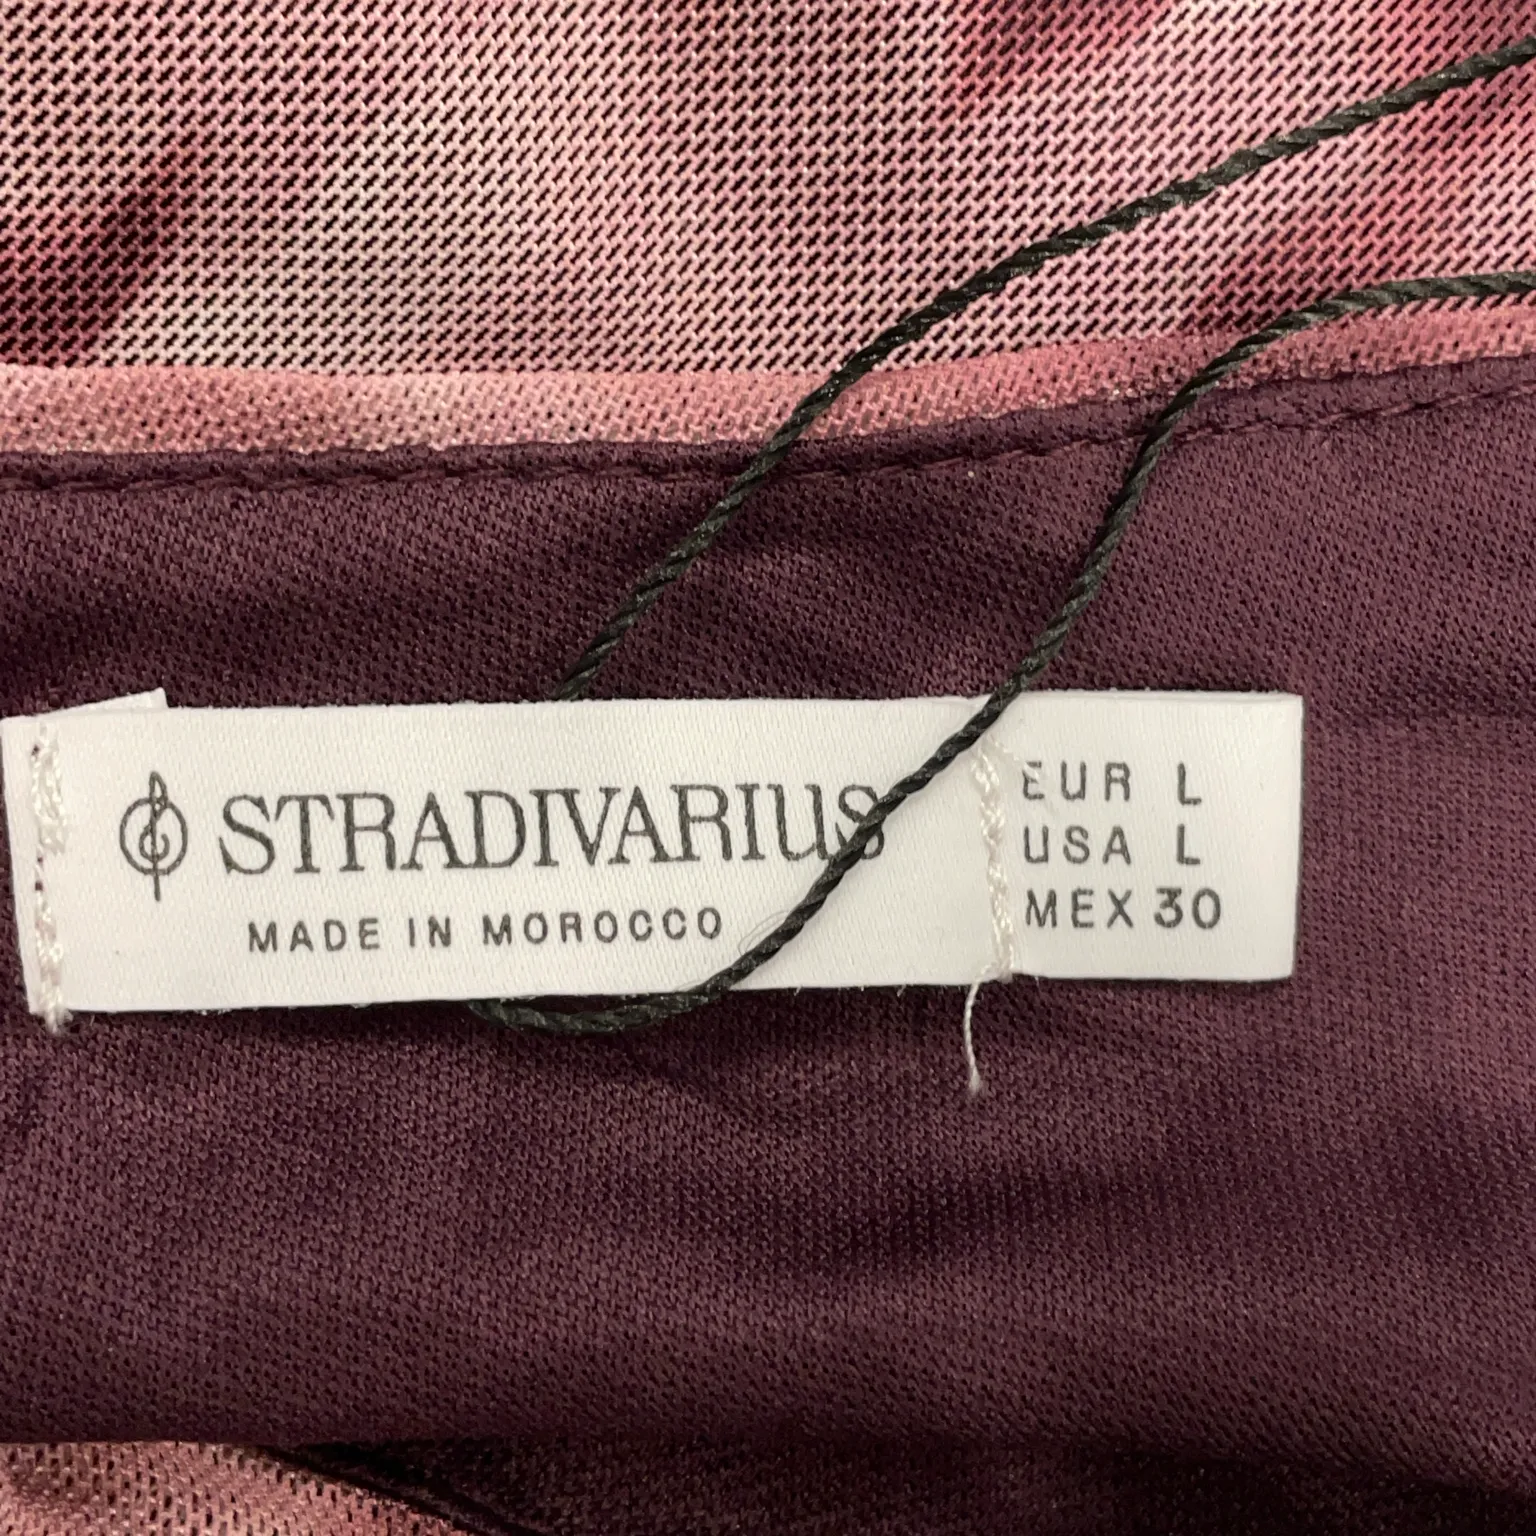 STRADIVARIUS
MADE IN MOROCCO
EUR L
USA L
MEX 30